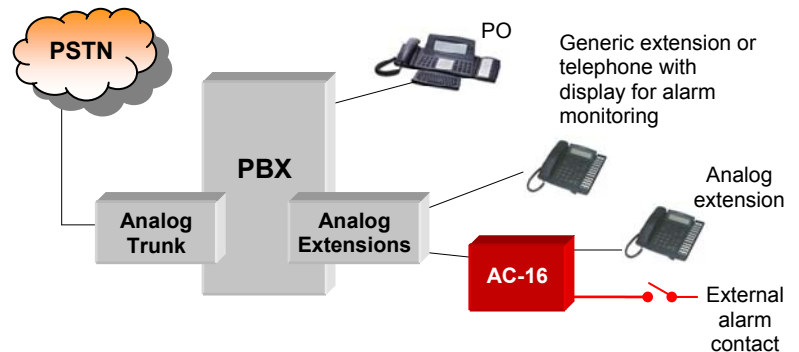 PSTN
PO
Generic extension or
telephone with
display for alarm
monitoring
PBX
Analog
extension
Analog
Trunk
Analog
Extensions
AC-16
External
alarm
contact